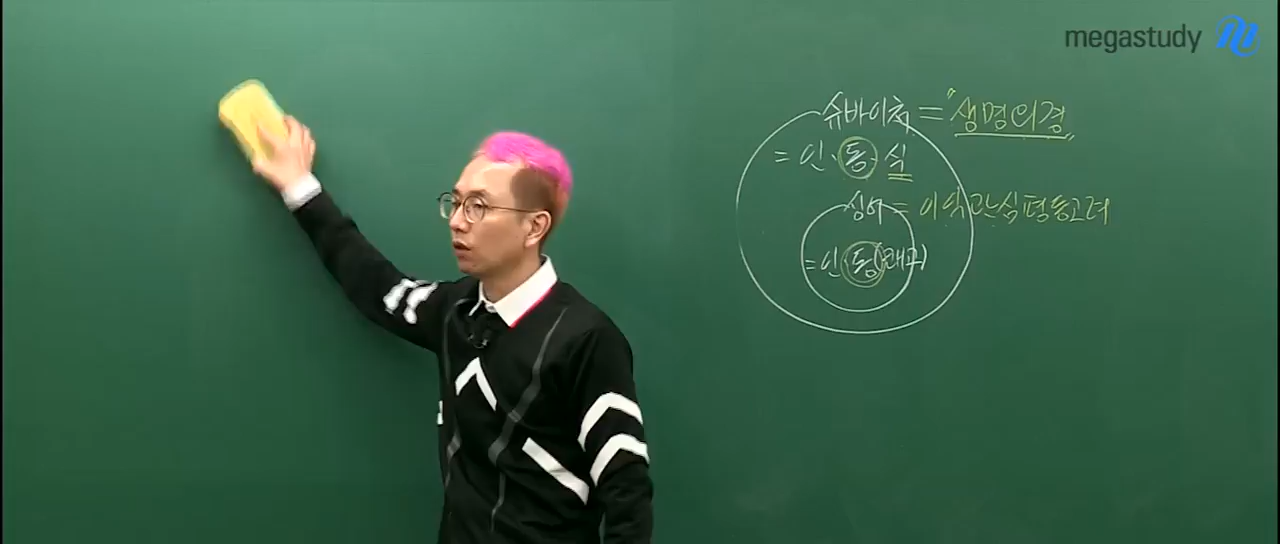 megastudy
슈바이처 = "생명외경"
= 인·동·식
싱어 = 이익관심 평등고려
= 인·동(쾌고)